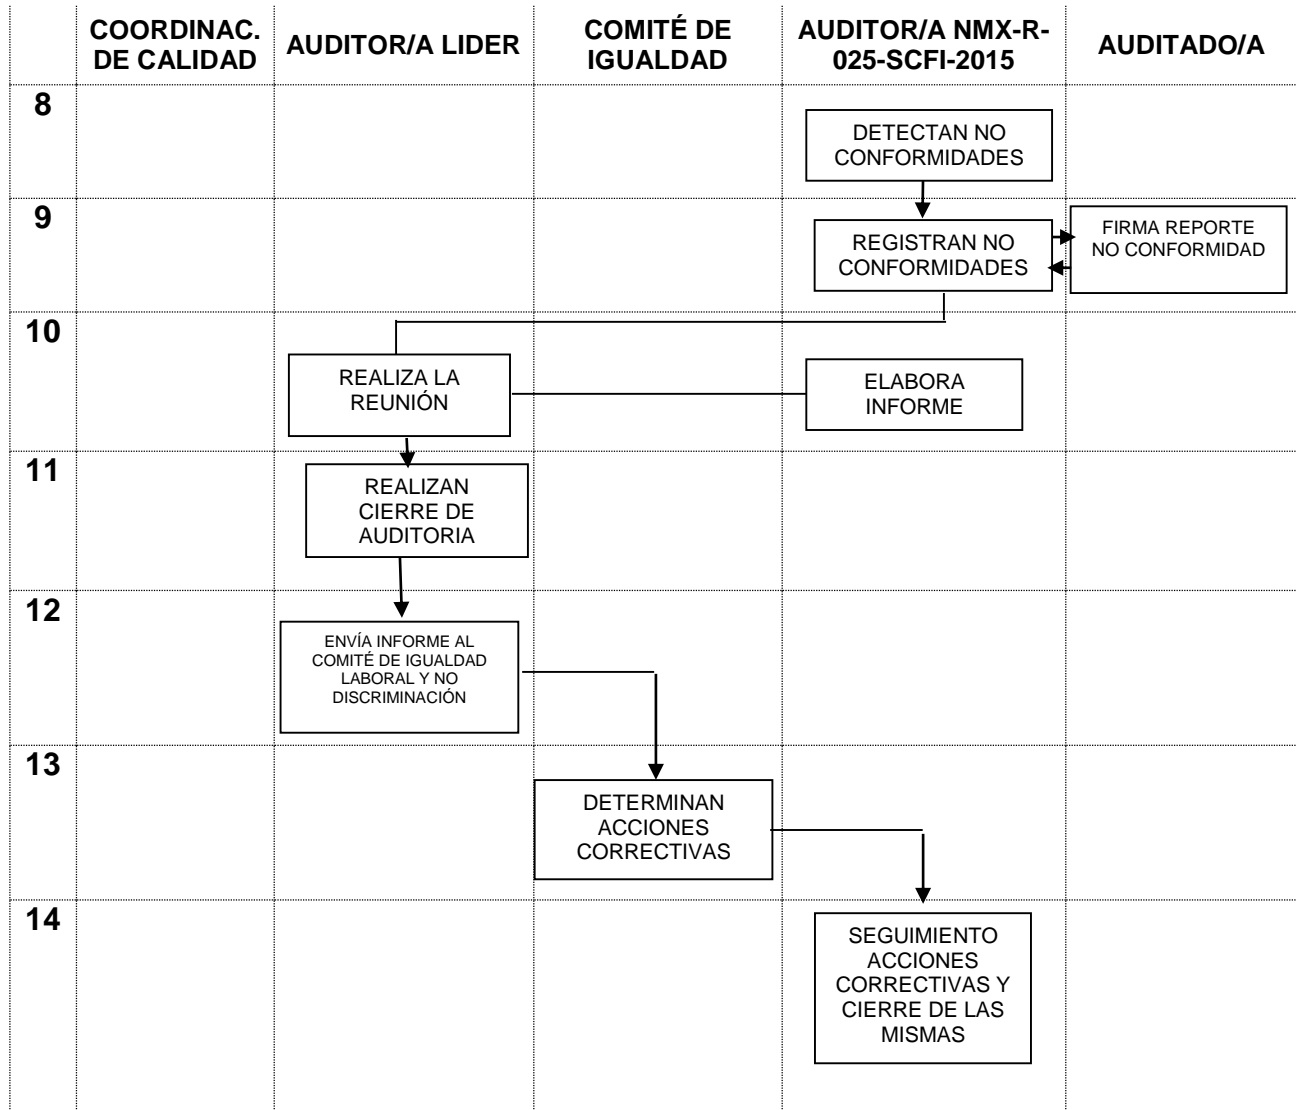 COORDINAC.
DE CALIDAD
AUDITOR/A LIDER
COMITÉ DE
IGUALDAD
AUDITOR/A NMX-R-
025-SCFI-2015
AUDITADO/A
8
DETECTAN NO
CONFORMIDADES
9
REGISTRAN NO
CONFORMIDADES
FIRMA REPORTE
NO CONFORMIDAD
10
REALIZA LA
REUNIÓN
ELABORA
INFORME
11
REALIZAN
CIERRE DE
AUDITORIA
12
ENVÍA INFORME AL
COMITÉ DE IGUALDAD
LABORAL Y NO
DISCRIMINACIÓN
13
DETERMINAN
ACCIONES
CORRECTIVAS
14
SEGUIMIENTO
ACCIONES
CORRECTIVAS Y
CIERRE DE LAS
MISMAS